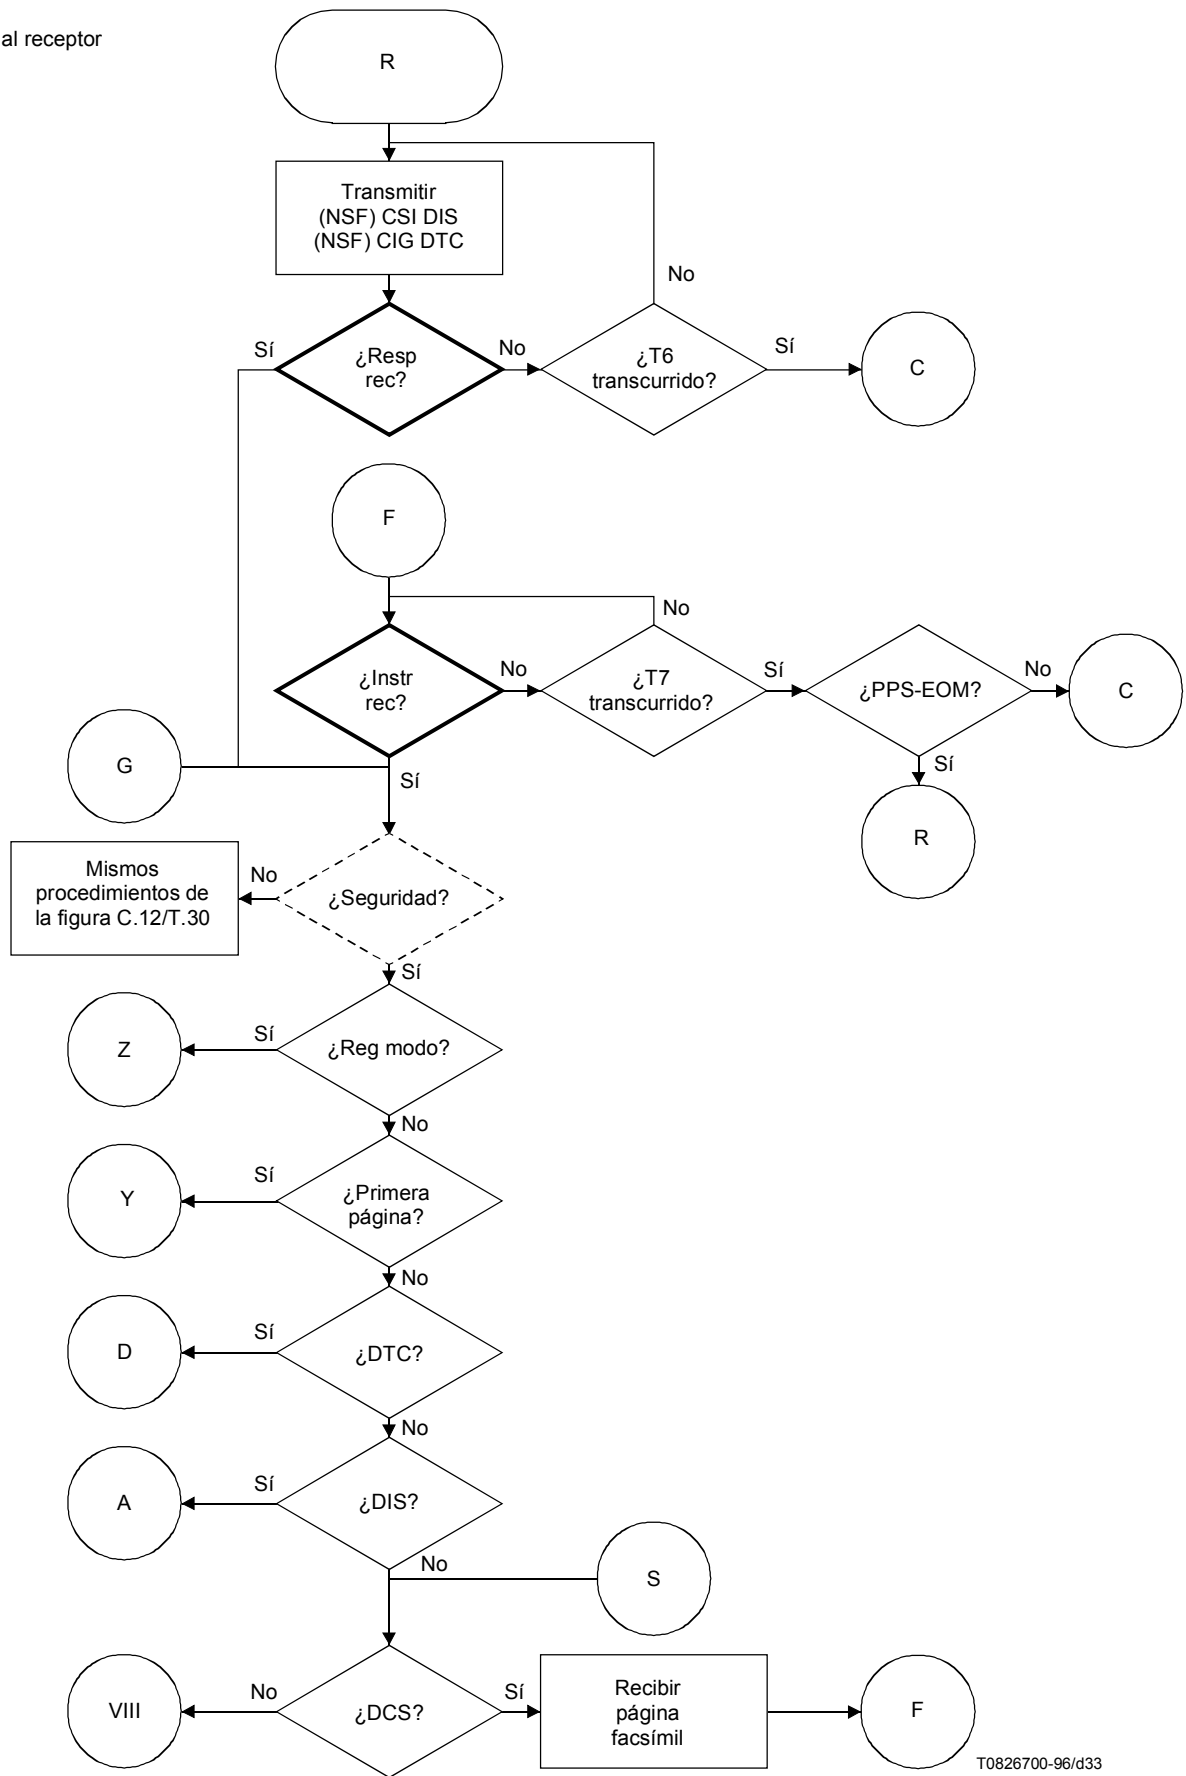 al receptor
R
Transmitir
(NSF) CSI DIS
(NSF) CIG DTC
No
Sí
¿Resp
rec?
No
¿T6
transcurrido?
Sí
C
F
No
¿Instr
rec?
No
¿T7
transcurrido?
Sí
¿PPS-EOM?
No
C
G
Sí
Sí
R
Mismos
procedimientos de
la figura C.12/T.30
No
¿Seguridad?
Sí
Z
Sí
¿Reg modo?
No
Y
Sí
¿Primera
página?
No
D
Sí
¿DTC?
No
A
Sí
¿DIS?
No
S
VIII
No
¿DCS?
Sí
Recibir
página
facsímil
F
T0826700-96/d33